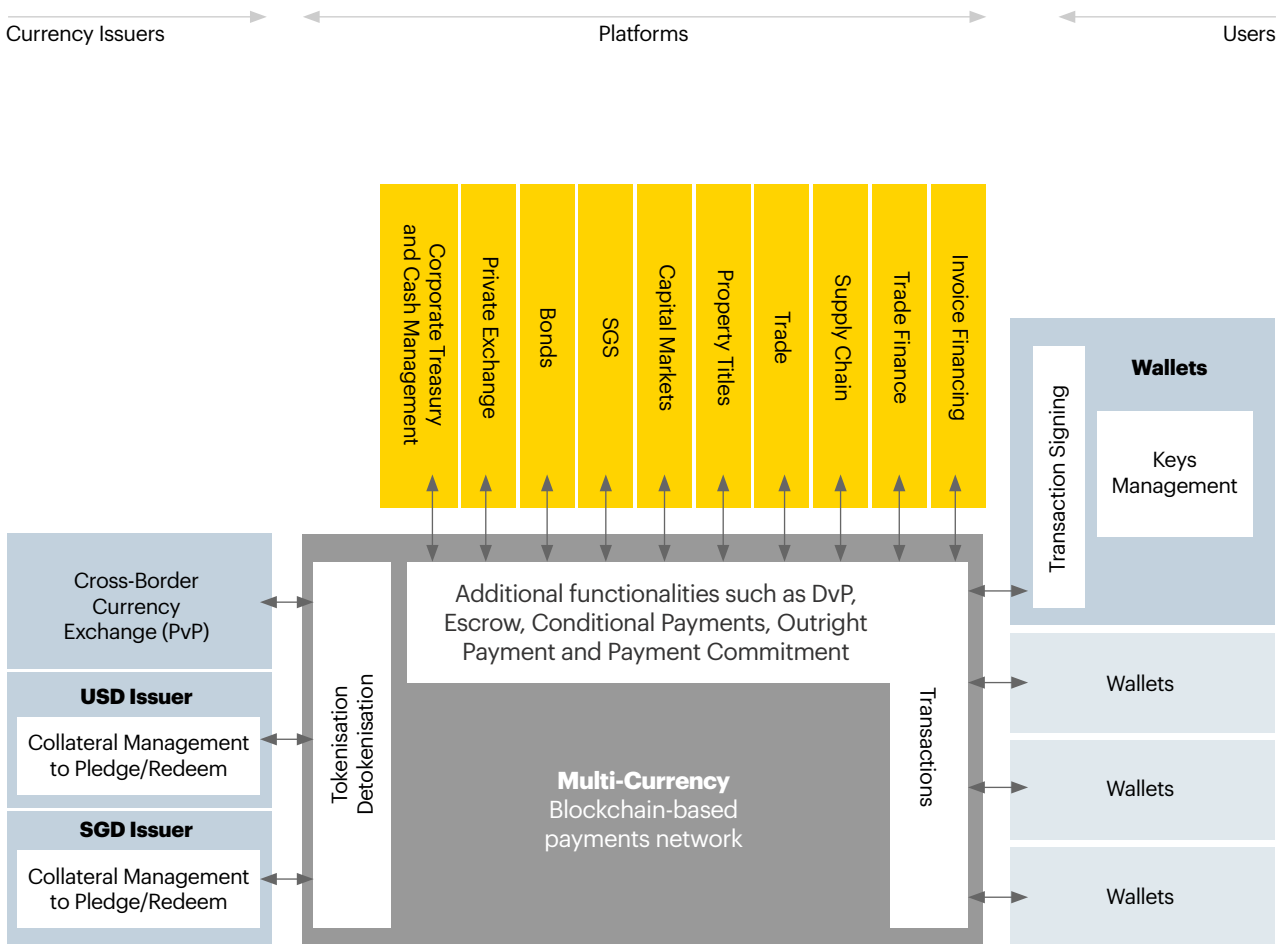 Currency Issuers
Platforms
Users
Corporate Treasury
and Cash Management
Private Exchange
Bonds
SGS
Capital Markets
Property Titles
Trade
Supply Chain
Trade Finance
Invoice Financing
Cross-Border
Currency
Exchange (PvP)
USD Issuer
Collateral Management
to Pledge/Redeem
SGD Issuer
Collateral Management
to Pledge/Redeem
Tokenisation
Detokenisation
Additional functionalities such as DvP,
Escrow, Conditional Payments, Outright
Payment and Payment Commitment
Multi-Currency
Blockchain-based
payments network
Transactions
Wallets
Transaction Signing
Keys
Management
Wallets
Wallets
Wallets